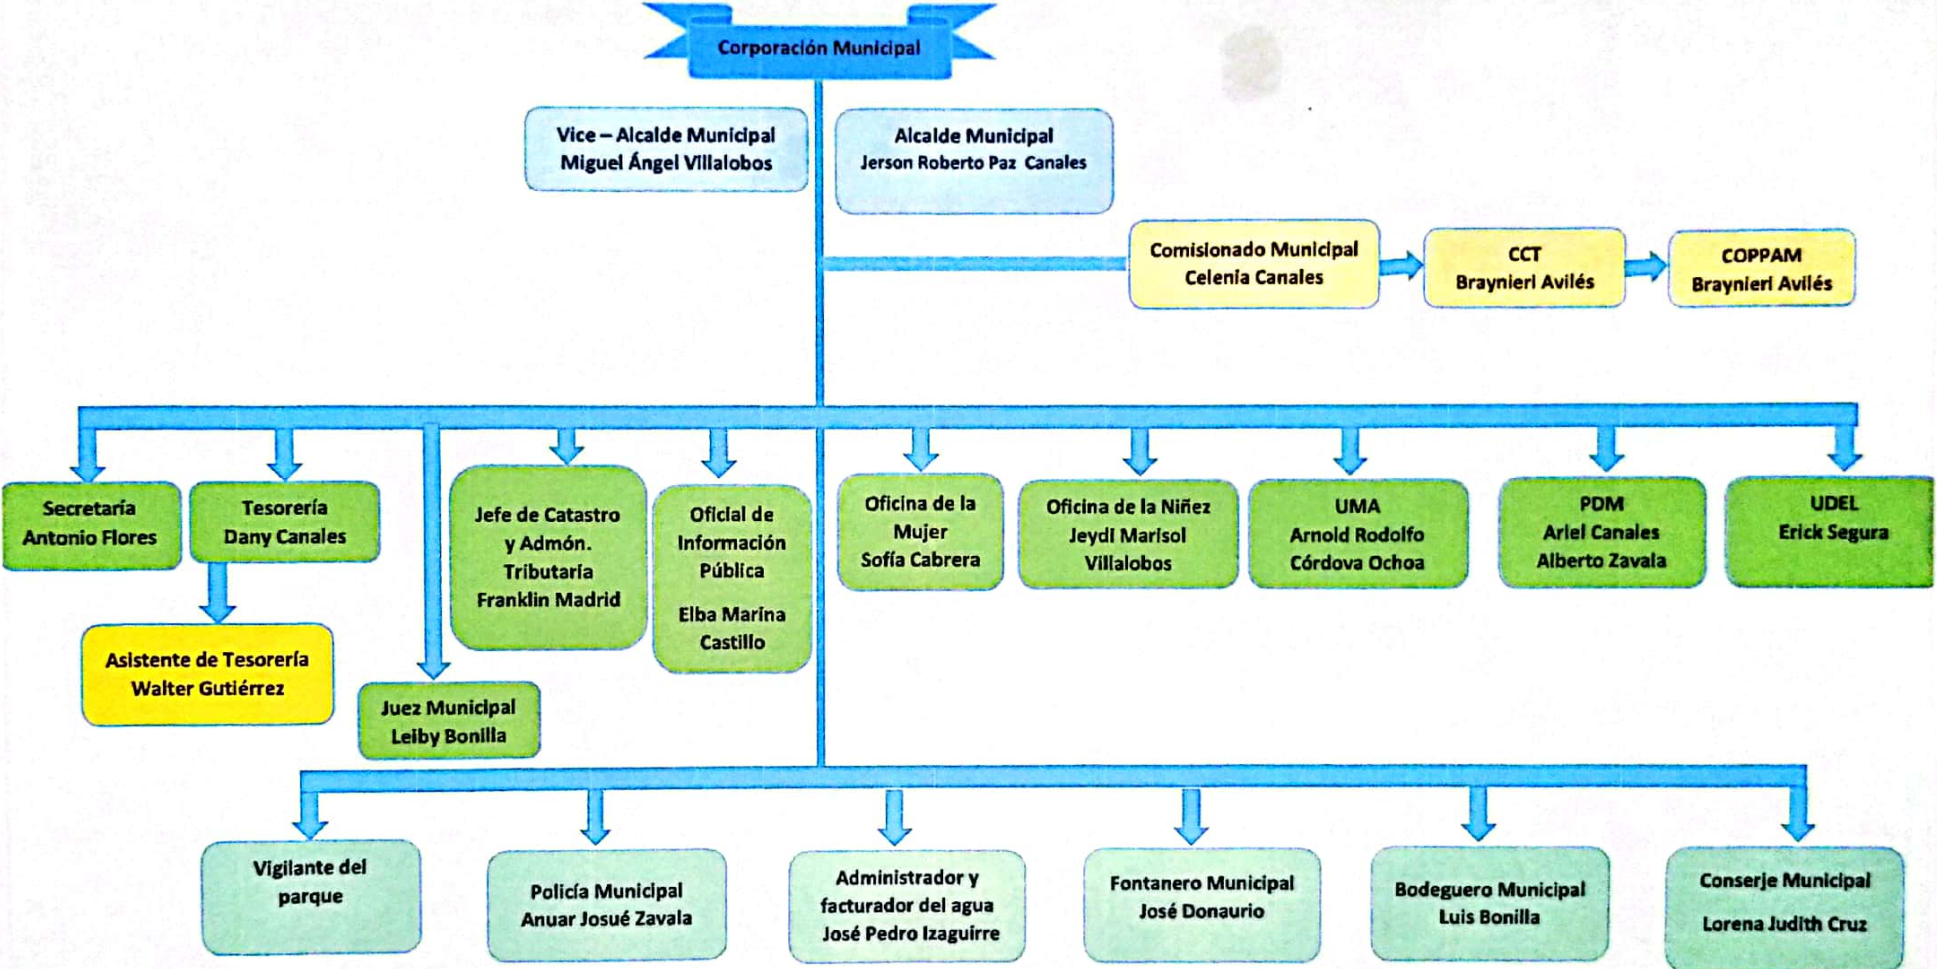 Corporación Municipal
Vice – Alcalde Municipal
Miguel Ángel Villalobos
Alcalde Municipal
Jerson Roberto Paz Canales
Comisionado Municipal
Celenia Canales
CCT
Braynieri Avilés
COPPAM
Braynieri Avilés
Secretaría
Antonio Flores
Tesorería
Dany Canales
Jefe de Catastro
y Admón.
Tributaria
Franklin Madrid
Oficial de
Información
Pública
Elba Marina
Castillo
Oficina de la
Mujer
Sofía Cabrera
Oficina de la Niñez
Jeydi Marisol
Villalobos
UMA
Arnold Rodolfo
Córdova Ochoa
PDM
Ariel Canales
Alberto Zavala
UDEL
Erick Segura
Asistente de Tesorería
Walter Gutiérrez
Juez Municipal
Leiby Bonilla
Vigilante del
parque
Policía Municipal
Anuar Josué Zavala
Administrador y
facturador del agua
José Pedro Izaguirre
Fontanero Municipal
José Donaurio
Bodeguero Municipal
Luis Bonilla
Conserje Municipal
Lorena Judith Cruz